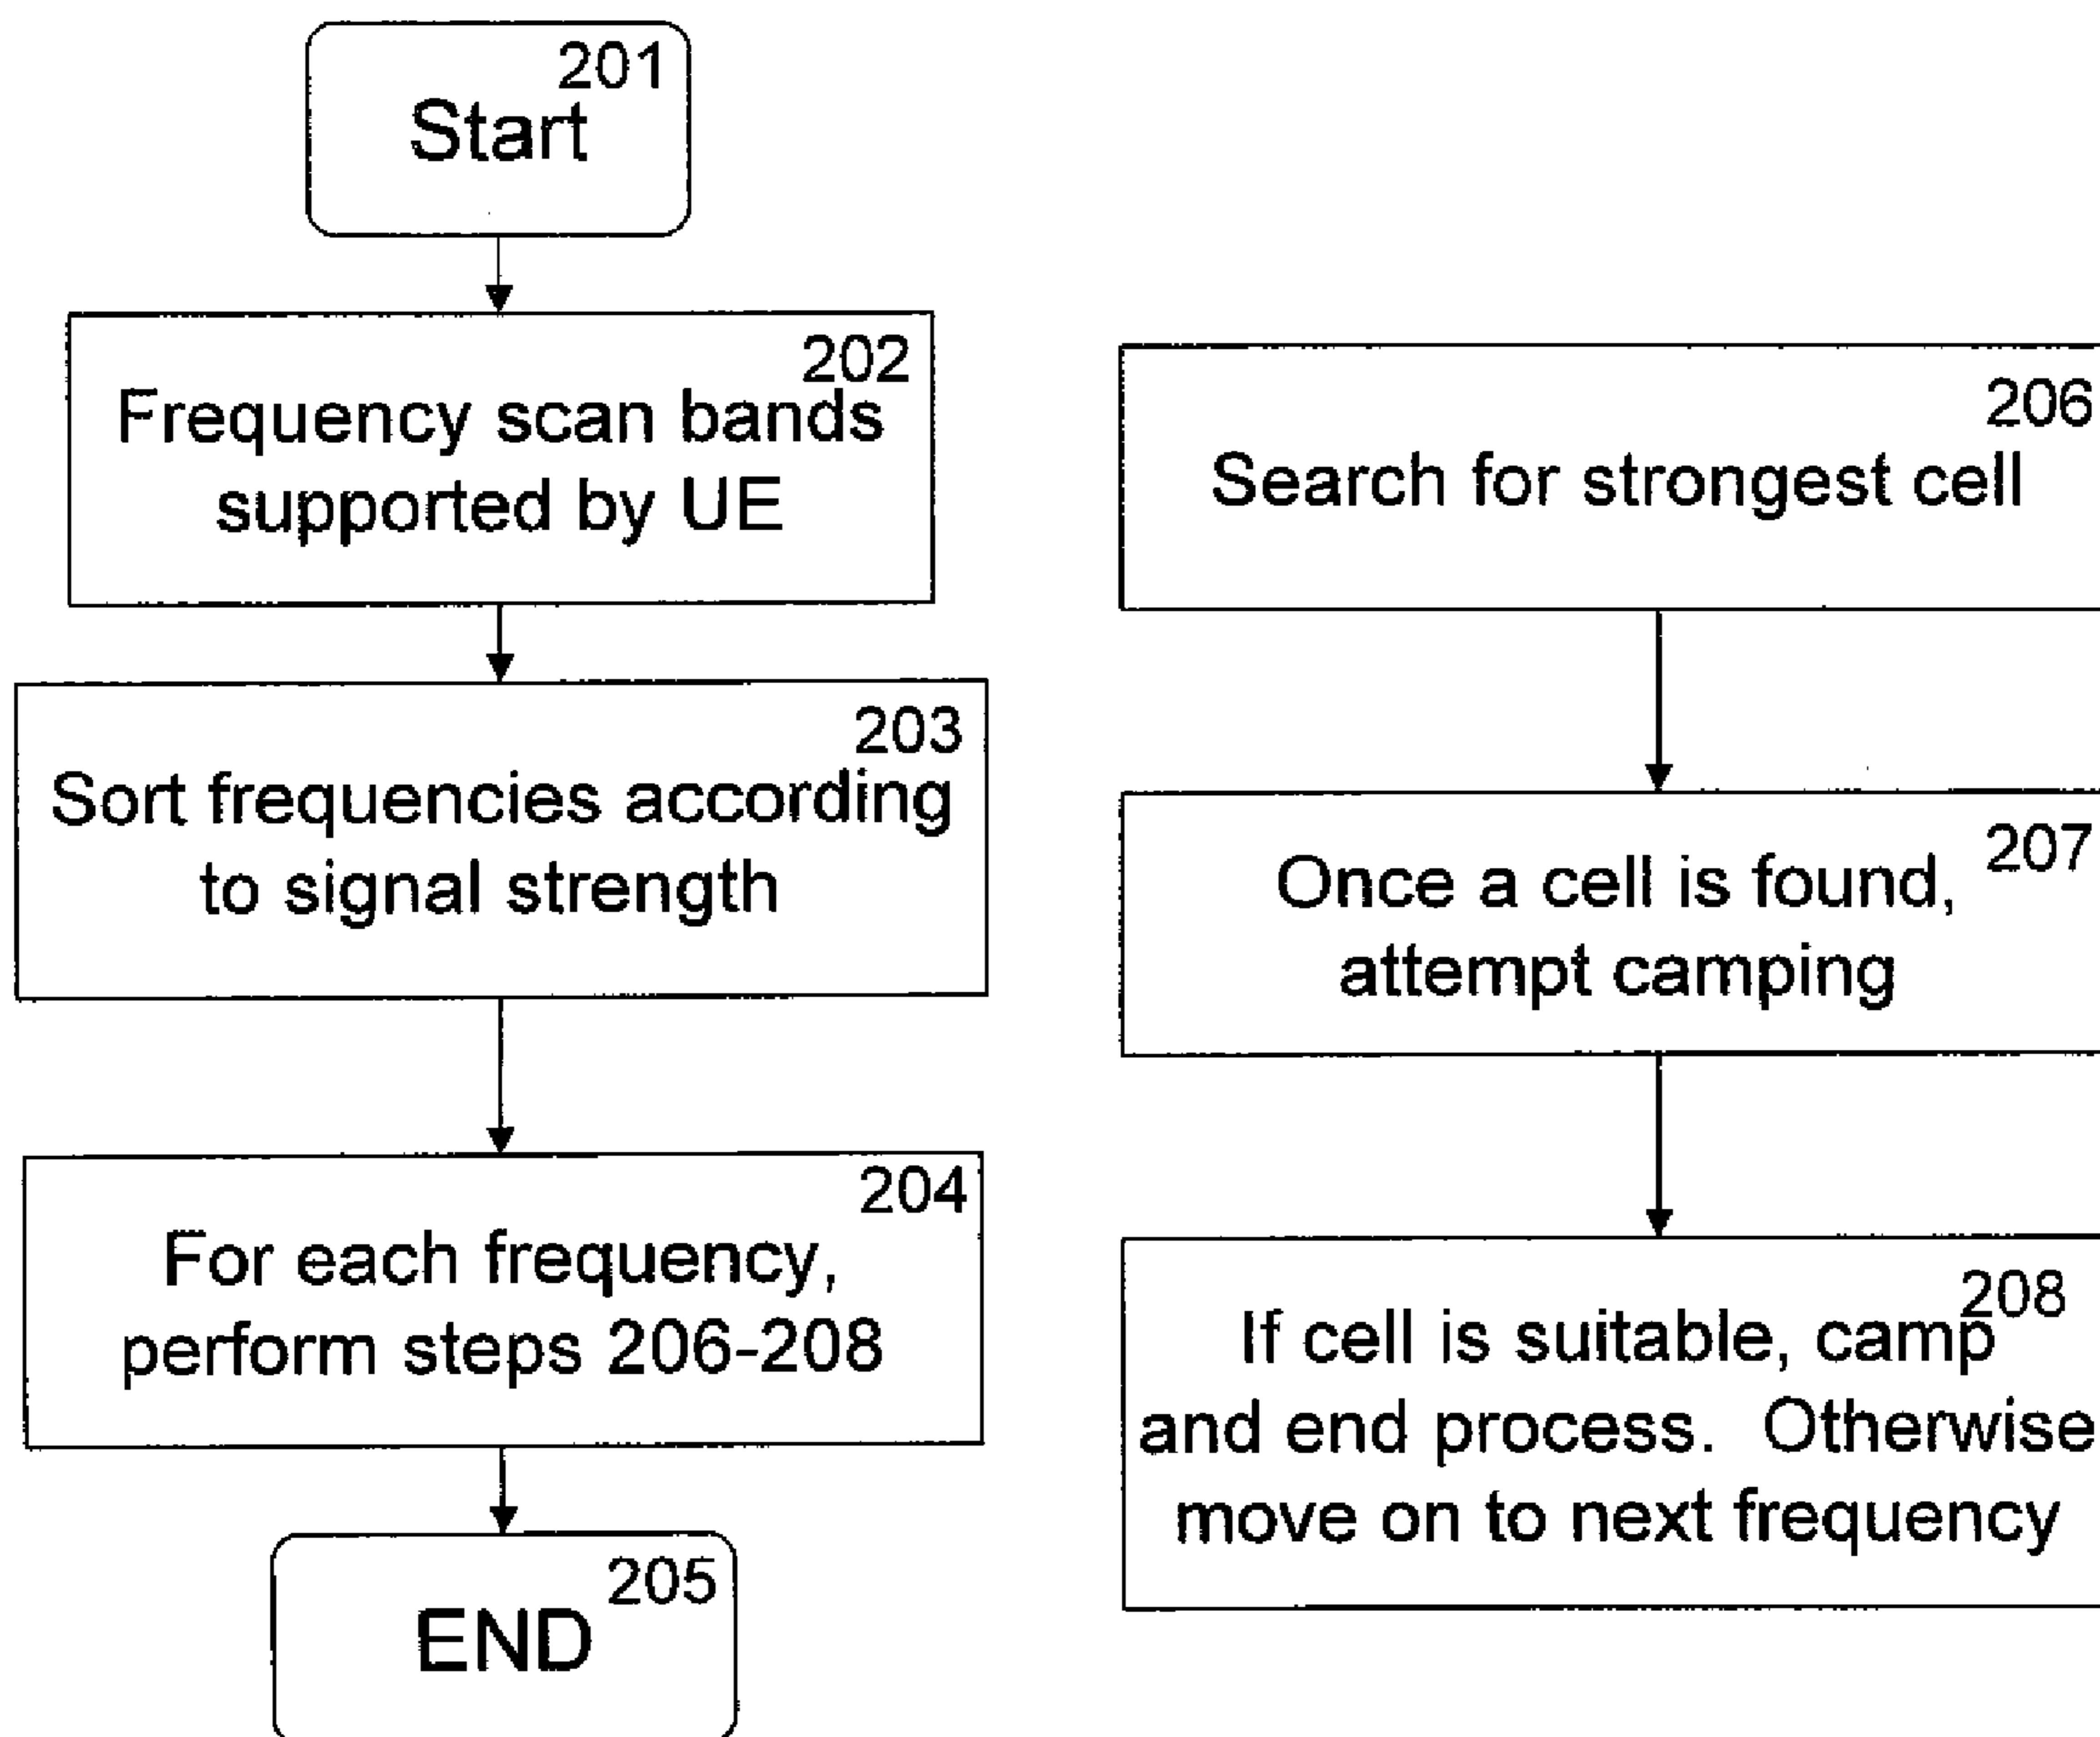 201
Start
202
Frequency scan bands
supported by UE
203
Sort frequencies according
to signal strength
204
For each frequency,
perform steps 206-208
205
END
206
Search for strongest cell
207
Once a cell is found,
attempt camping
208
If cell is suitable, camp
and end process.  Otherwise
move on to next frequency